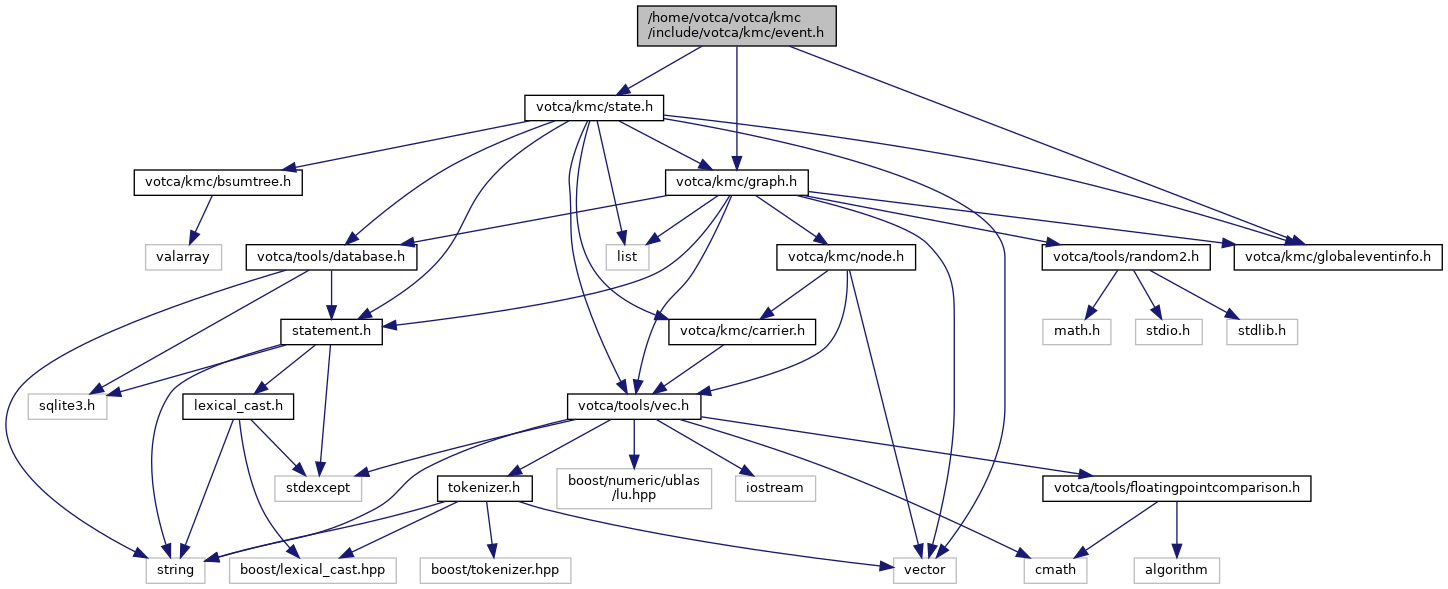 /home/votca/votca/kmc
/include/votca/kmc/event.h
votca/kmc/state.h
votca/kmc/bsumtree.h
votca/kmc/graph.h
valarray
votca/tools/database.h
list
votca/kmc/node.h
votca/tools/random2.h
votca/kmc/globaleventinfo.h
statement.h
votca/kmc/carrier.h
math.h
stdio.h
stdlib.h
sqlite3.h
lexical_cast.h
votca/tools/vec.h
stdexcept
tokenizer.h
boost/numeric/ublas
/lu.hpp
iostream
votca/tools/floatingpointcomparison.h
string
boost/lexical_cast.hpp
boost/tokenizer.hpp
vector
cmath
algorithm